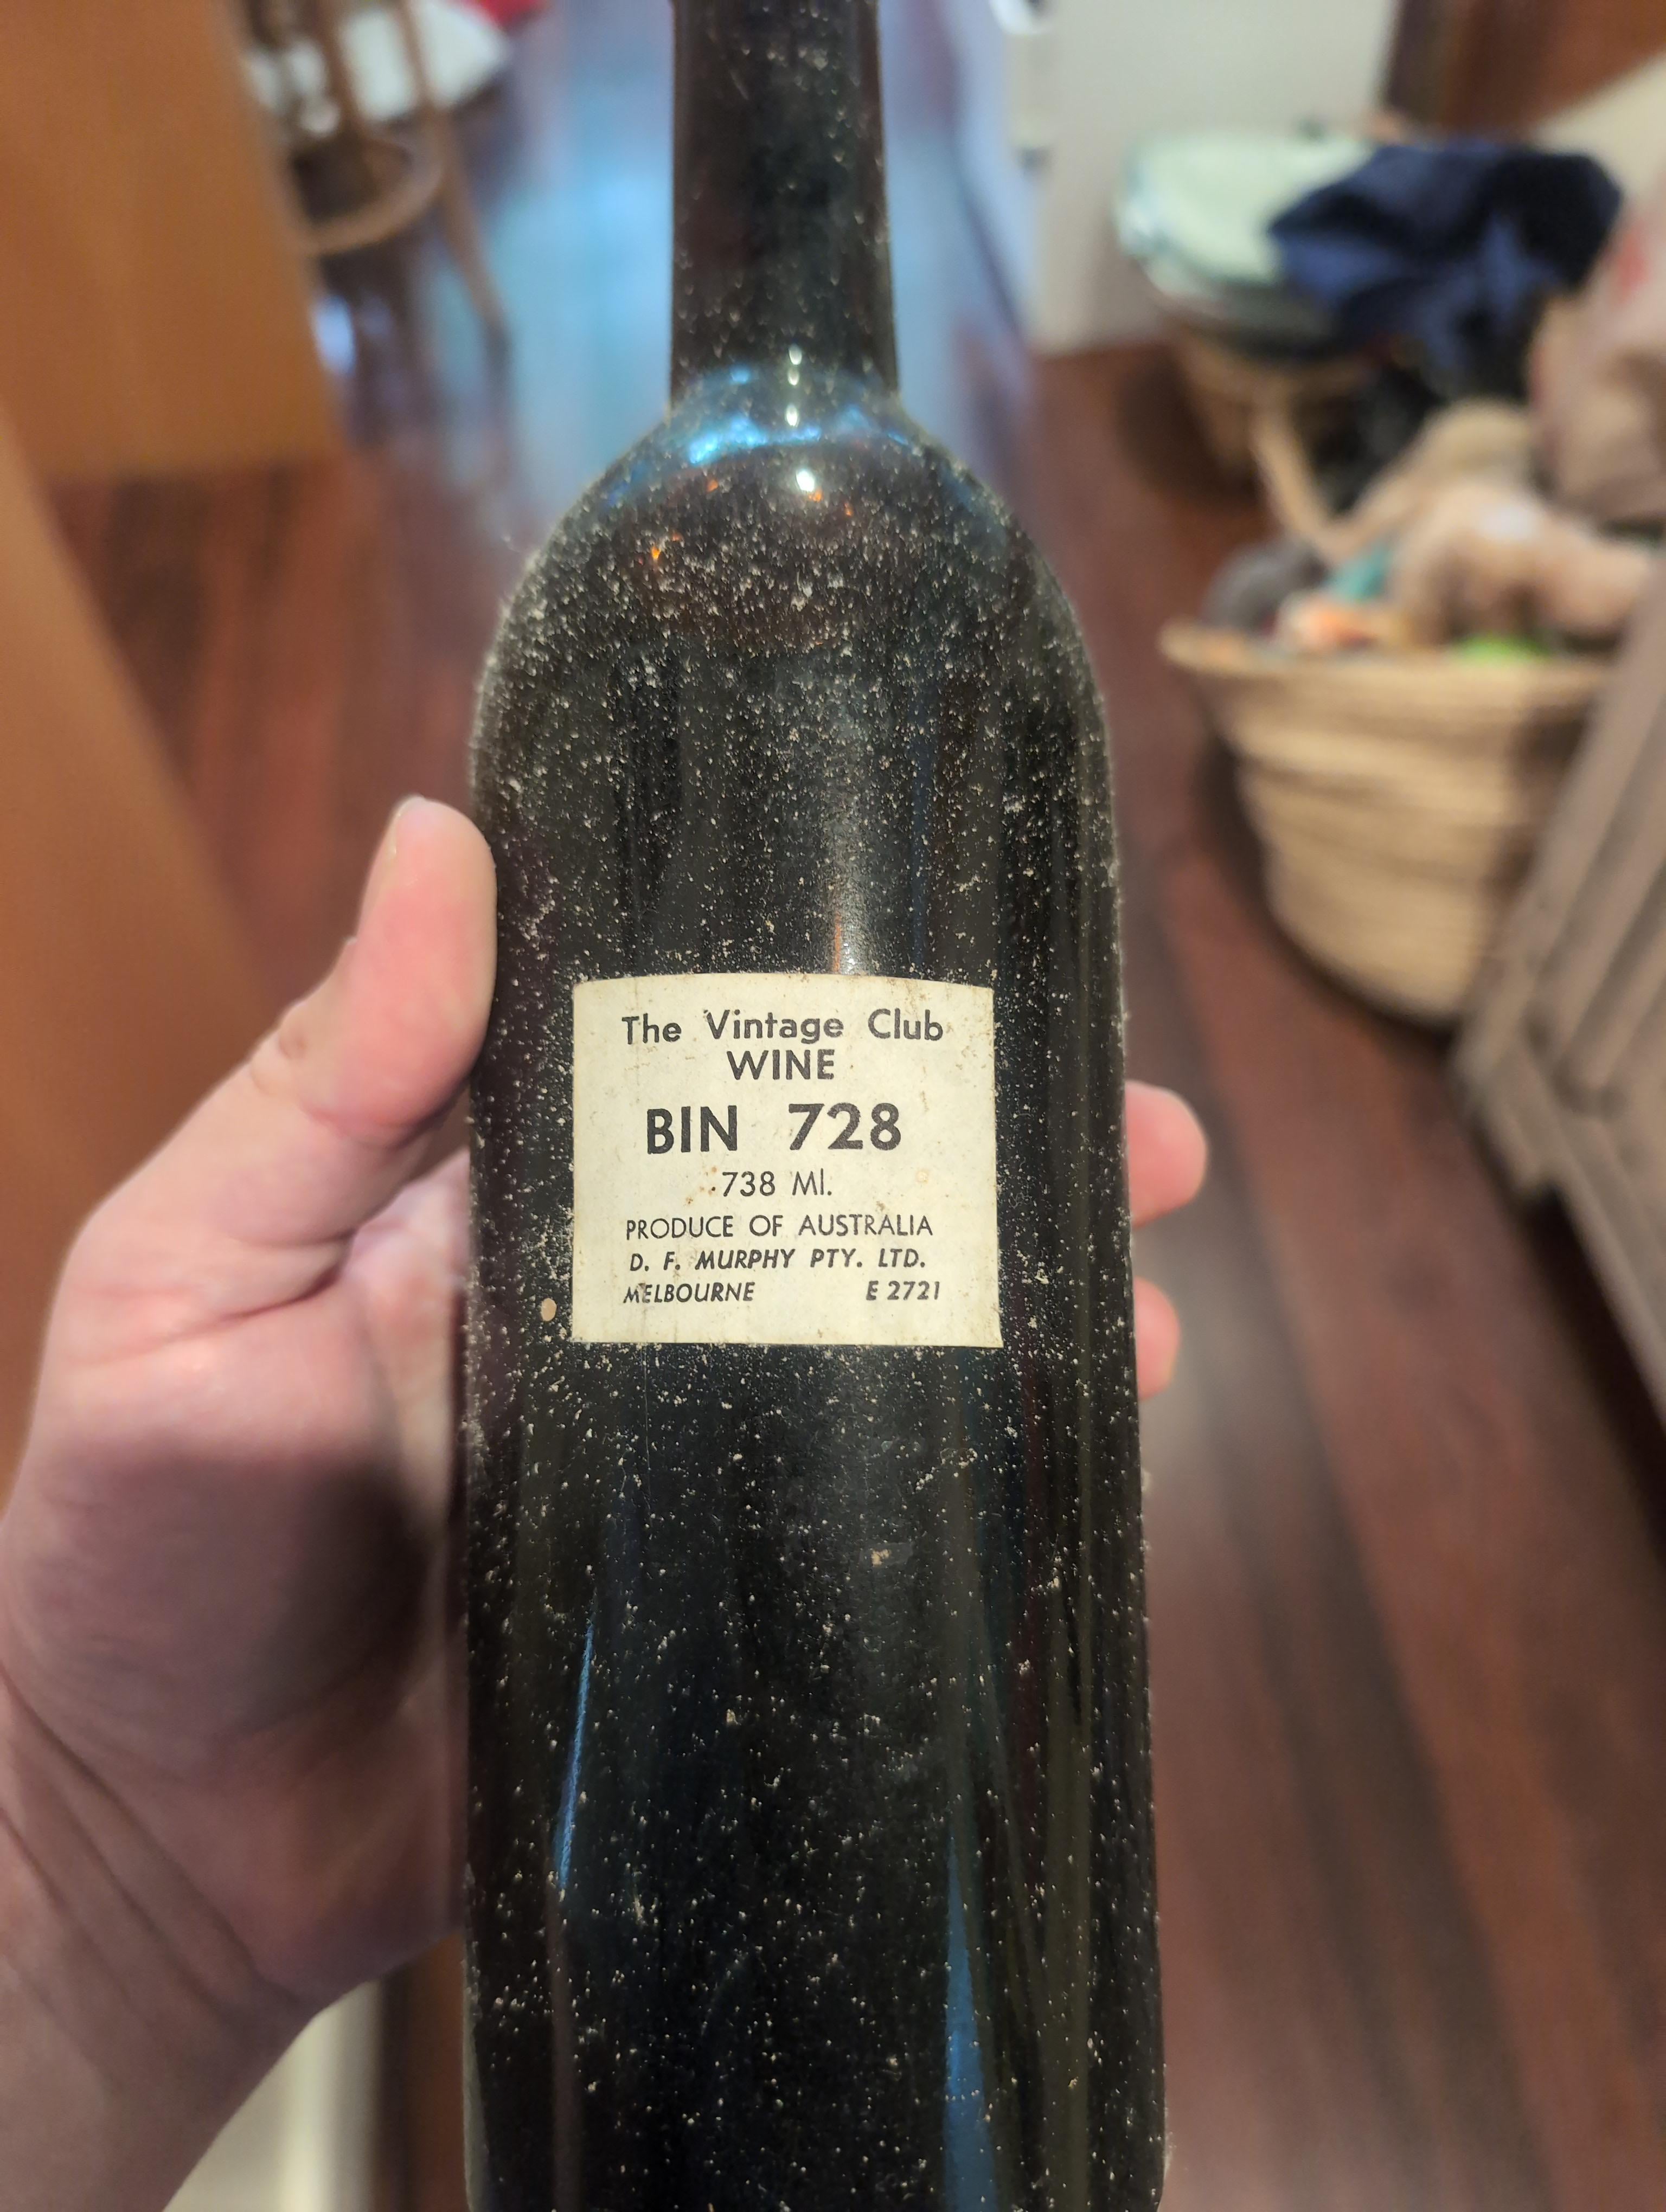 The Vintage Club
WINE
BIN 728
738 Ml.
PRODUCE OF AUSTRALIA
D. F. MURPHY PTY. LTD.
MELBOURNE E 2721